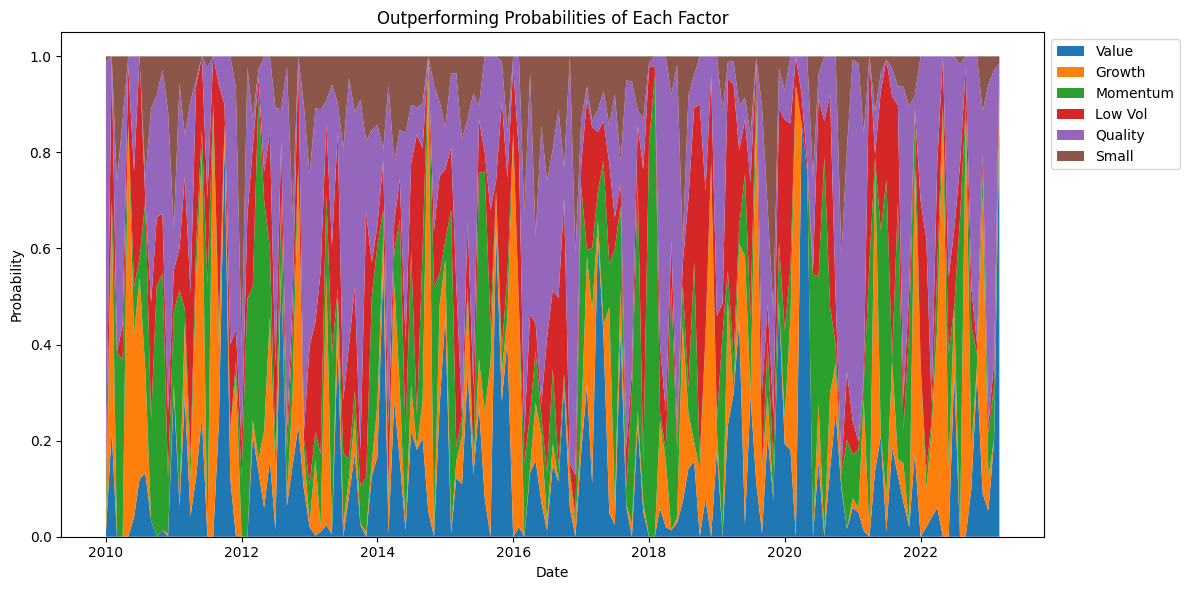 Outperforming Probabilities of Each Factor
Probability
1.0
0.8
0.6
0.4
0.2
0.0
2010
2012
2014
2016
2018
2020
2022
Date
Value
Growth
Momentum
Low Vol
Quality
Small